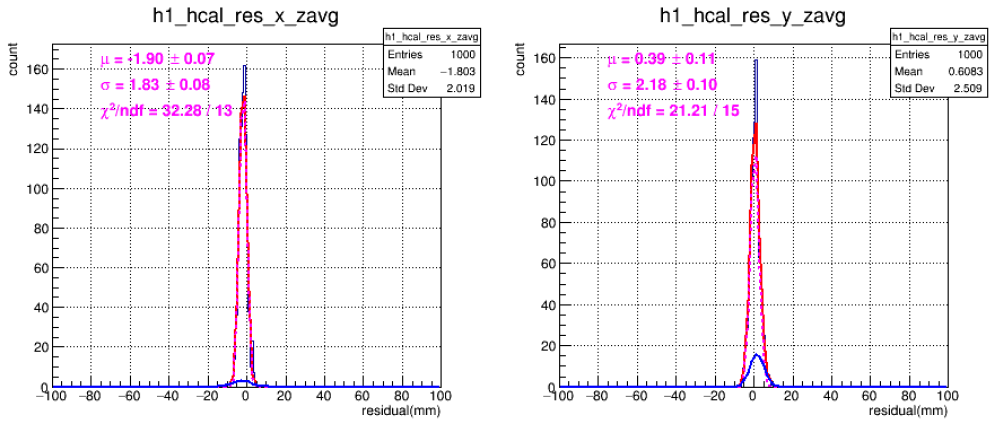 h1_hcal_res_x_zavg
count
μ = -1.90 ± 0.07
σ = 1.83 ± 0.08
χ²/ndf = 32.28 / 13
h1_hcal_res_x_zavg
Entries 1000
Mean −1.803
Std Dev 2.019
160
140
120
100
80
60
40
20
0
−100 −80 −60 −40 −20 0 20 40 60 80 100
residual(mm)
h1_hcal_res_y_zavg
count
μ = 0.39 ± 0.11
σ = 2.18 ± 0.10
χ²/ndf = 21.21 / 15
h1_hcal_res_y_zavg
Entries 1000
Mean 0.6083
Std Dev 2.509
160
140
120
100
80
60
40
20
0
−100 −80 −60 −40 −20 0 20 40 60 80 100
residual(mm)